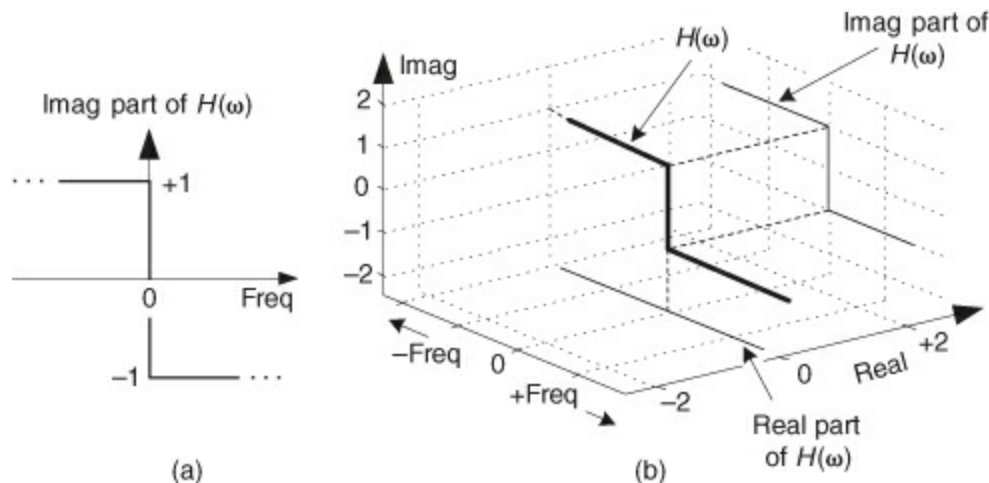 Imag part of H(ω)
· · ·
+1
0
Freq
–1
· · ·
(a)
Imag
H(ω)
Imag part of
H(ω)
2
1
0
–1
–2
–Freq
0
+Freq
–2
0
Real
+2
Real part
of H(ω)
(b)